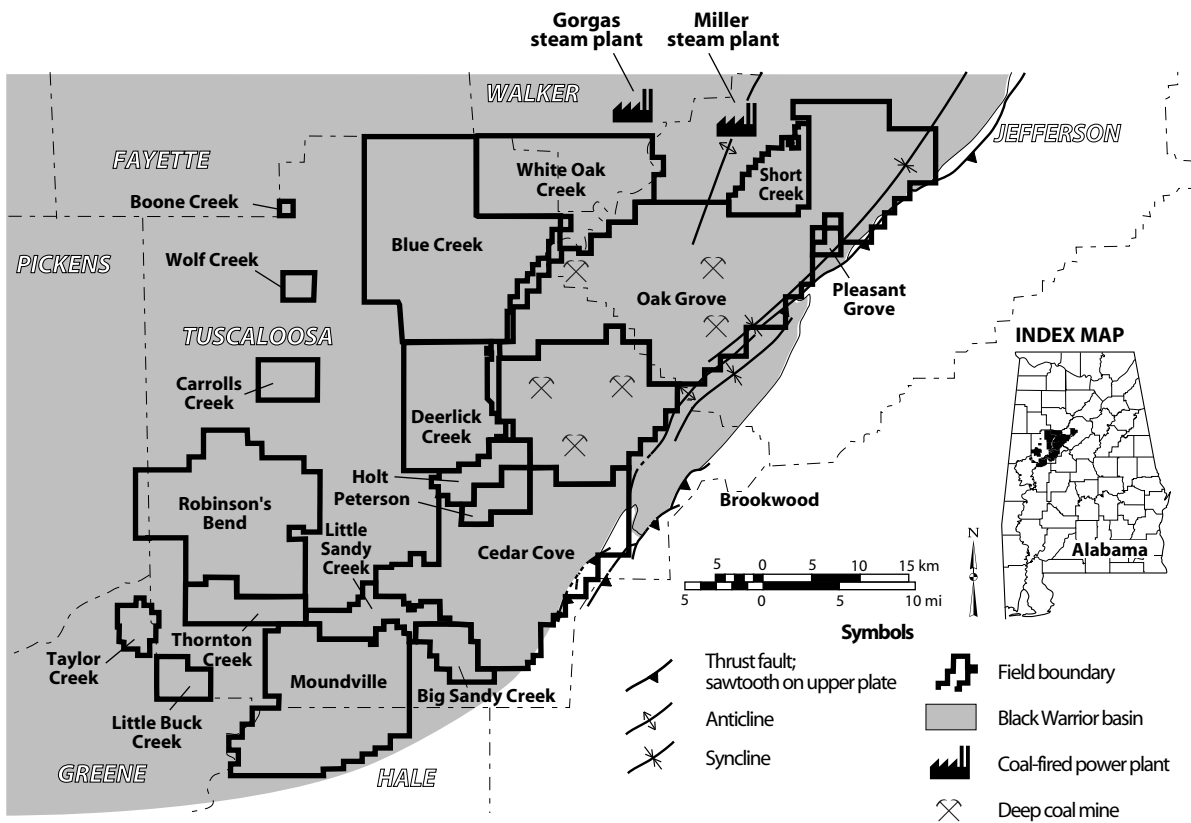 Gorgas
steam plant
Miller
steam plant
WALKER
JEFFERSON
FAYETTE
White Oak
Creek
Short
Creek
Boone Creek
Blue Creek
PICKENS
Wolf Creek
Pleasant
Grove
Oak Grove
TUSCALOOSA
INDEX MAP
Carrolls
Creek
Deerlick
Creek
Holt
Peterson
Robinson's
Bend
Brookwood
Little
Sandy
Creek
Cedar Cove
N
Alabama
5 0 5 10 15 km
5 0 5 10 mi
Symbols
Thornton
Creek
Taylor
Creek
Moundville
Big Sandy Creek
Little Buck
Creek
GREENE
HALE
Thrust fault;
sawtooth on upper plate
Anticline
Syncline
Field boundary
Black Warrior basin
Coal-fired power plant
Deep coal mine